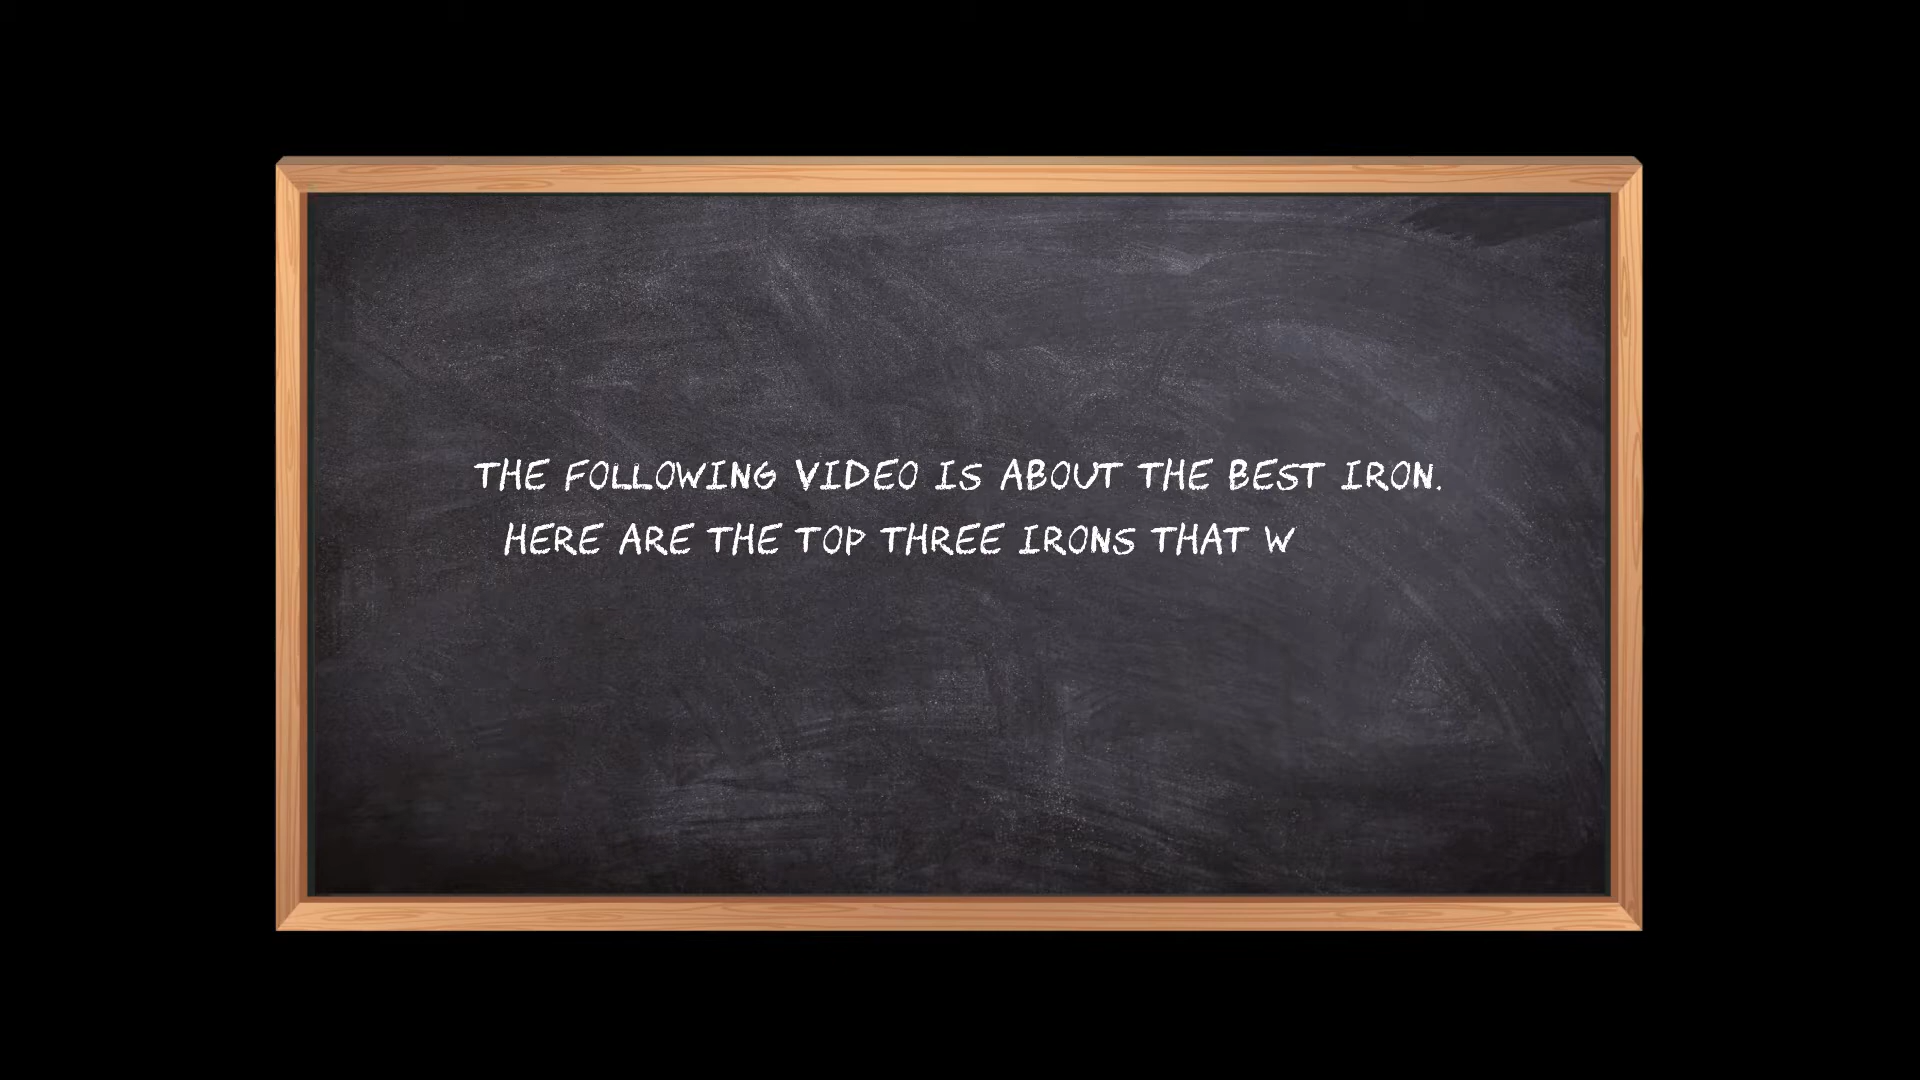 THE FOLLOWING VIDEO IS ABOUT THE BEST IRON.
HERE ARE THE TOP THREE IRONS THAT W